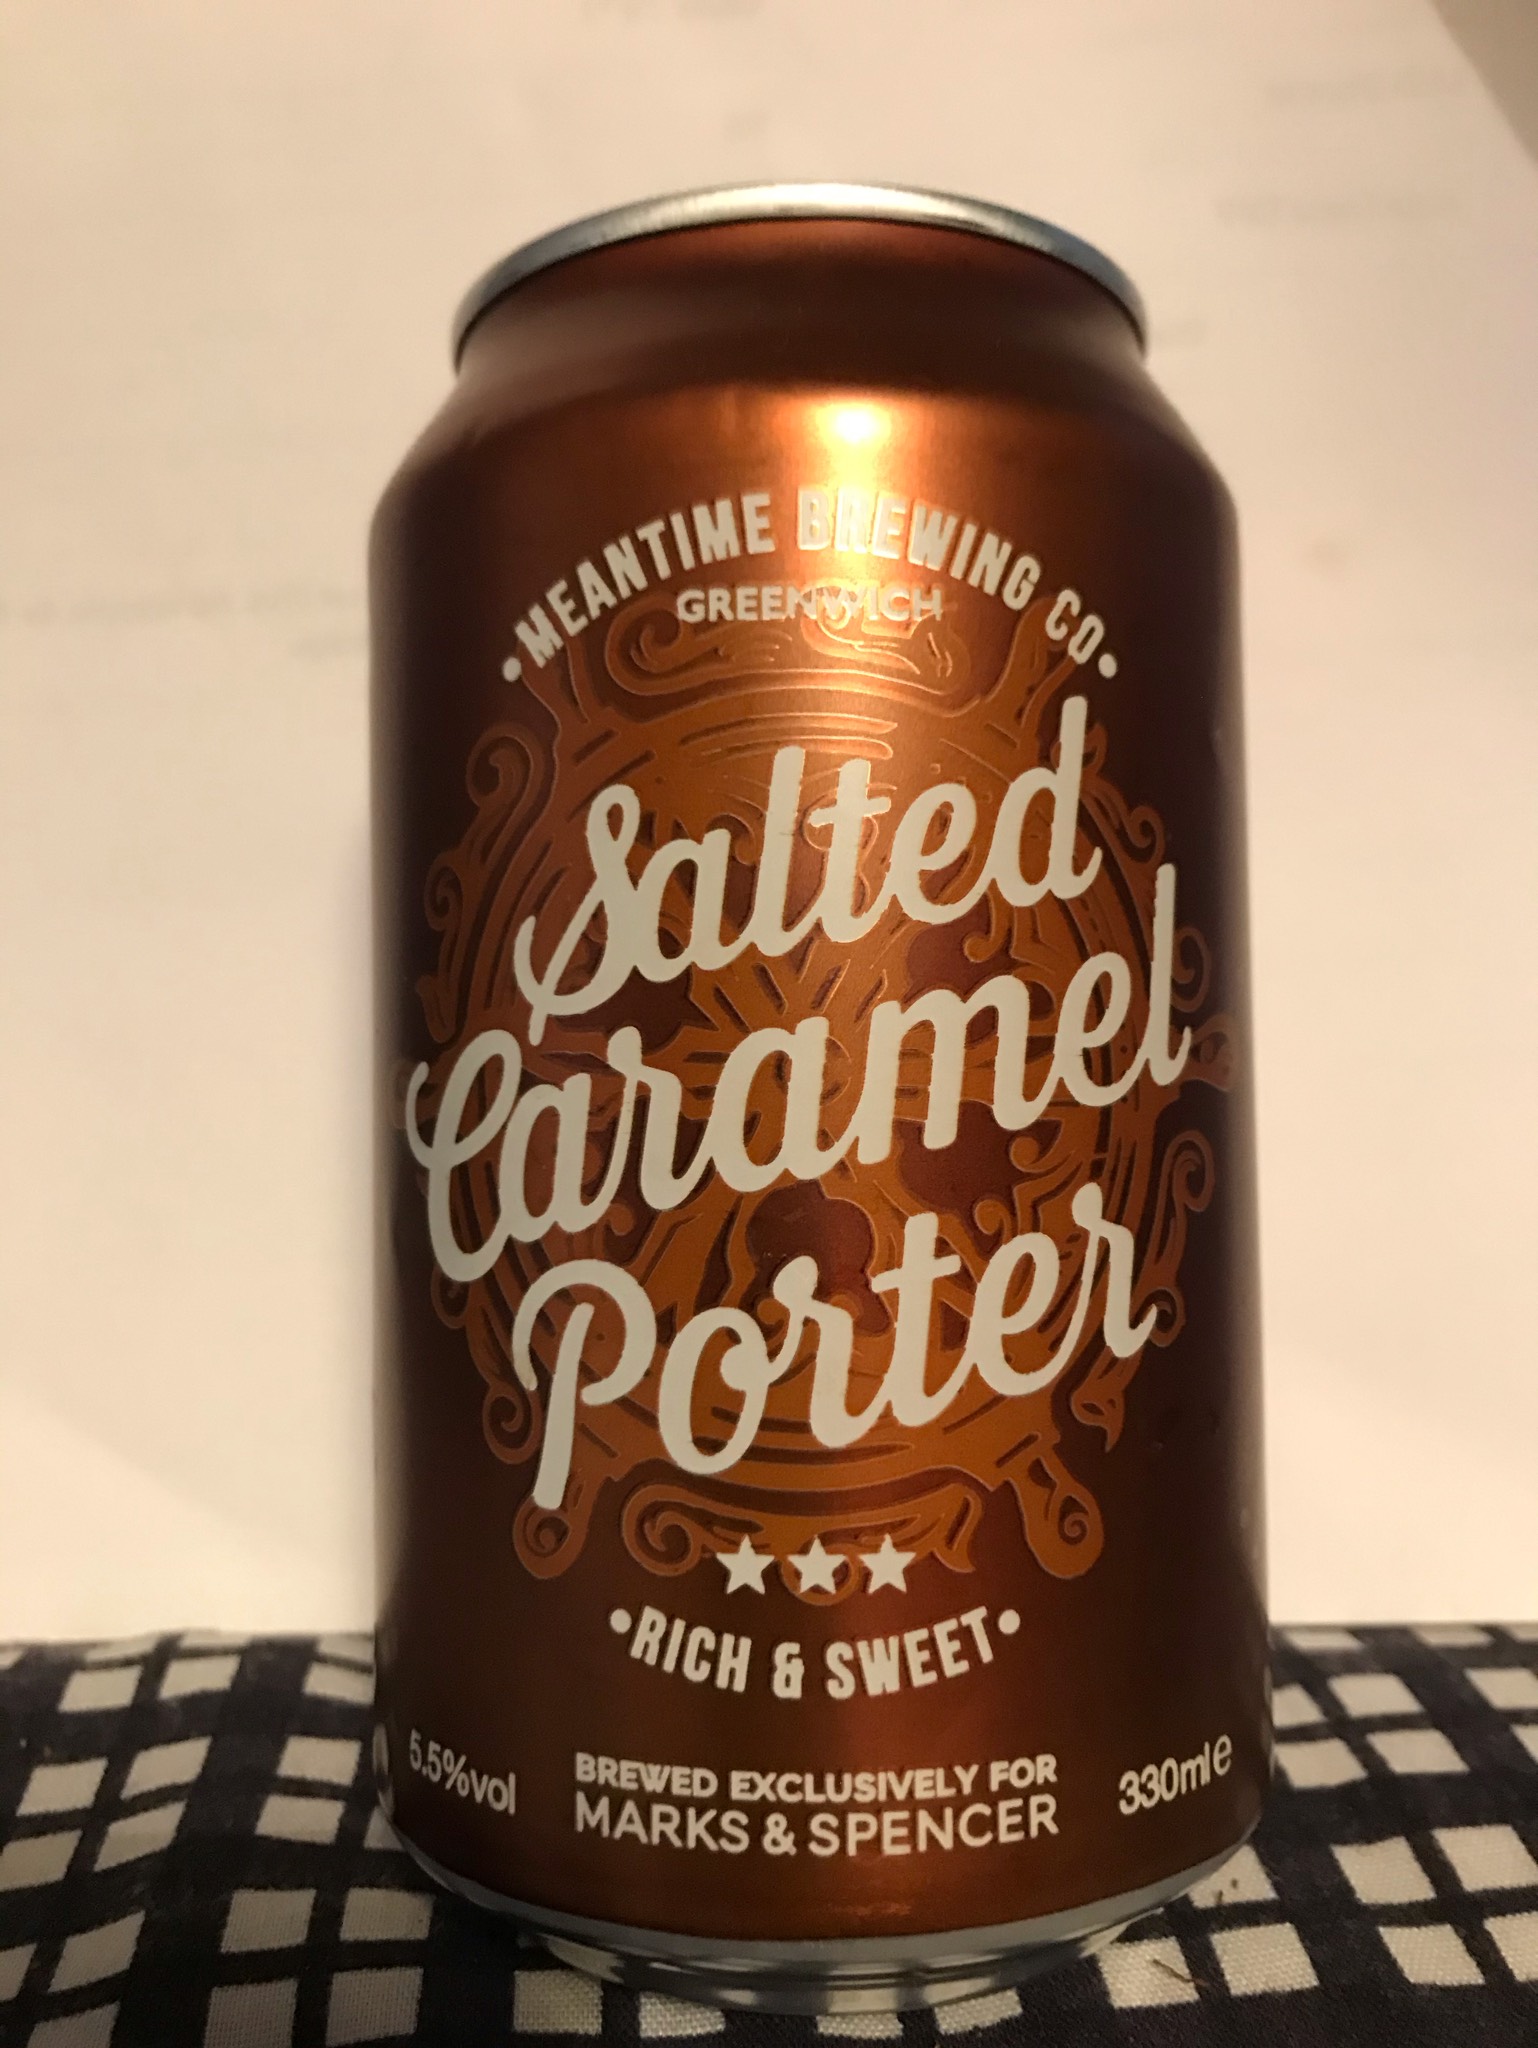 • MEANTIME BREWING CO •
GREENWICH
Salted
Caramel
Porter
• RICH & SWEET •
5.5%vol
BREWED EXCLUSIVELY FOR
MARKS & SPENCER
330ml℮